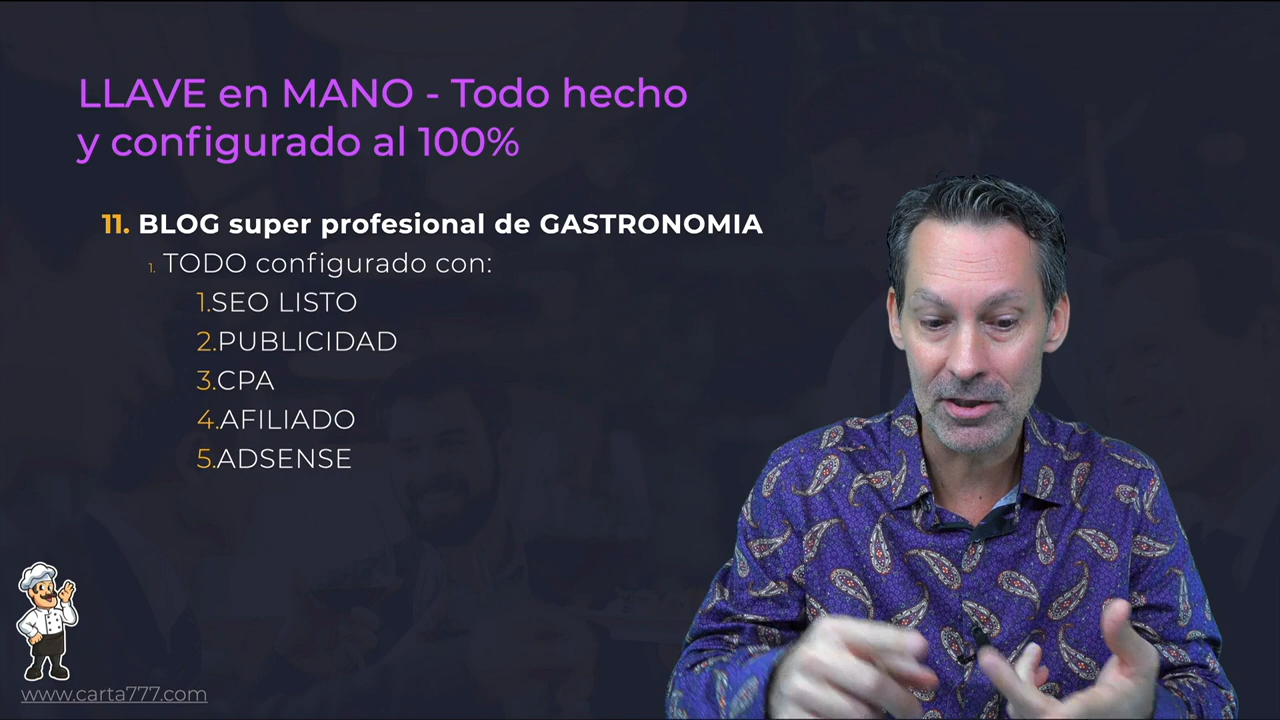 LLAVE en MANO - Todo hecho
y configurado al 100%
11. BLOG super profesional de GASTRONOMIA
1. TODO configurado con:
1.SEO LISTO
2.PUBLICIDAD
3.CPA
4.AFILIADO
5.ADSENSE
www.carta777.com